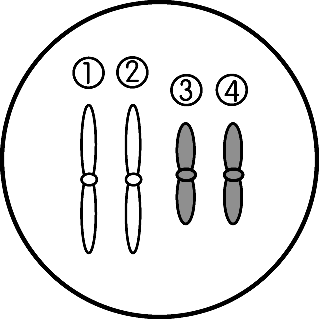 ① ② ③ ④